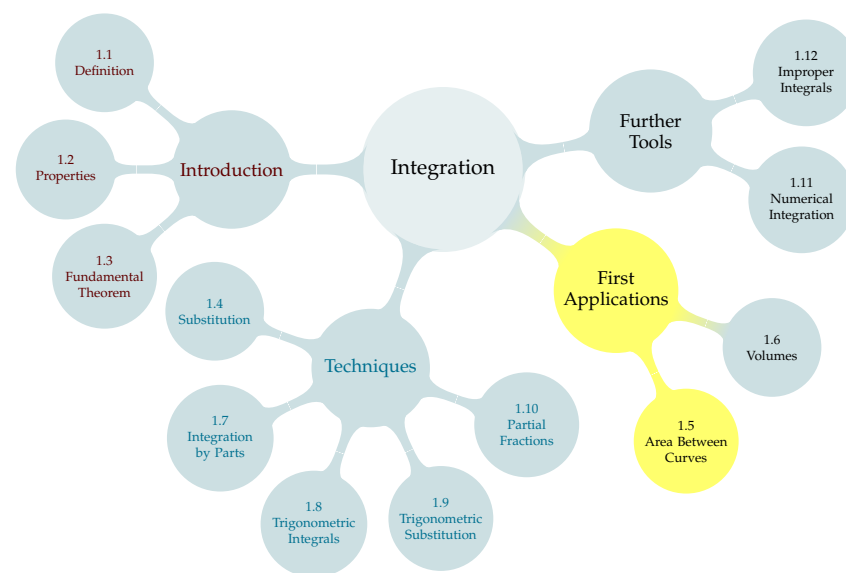 Integration
Introduction
1.1
Definition
1.2
Properties
1.3
Fundamental
Theorem
Techniques
1.4
Substitution
1.7
Integration
by Parts
1.8
Trigonometric
Integrals
1.9
Trigonometric
Substitution
1.10
Partial
Fractions
First
Applications
1.5
Area Between
Curves
1.6
Volumes
Further
Tools
1.11
Numerical
Integration
1.12
Improper
Integrals